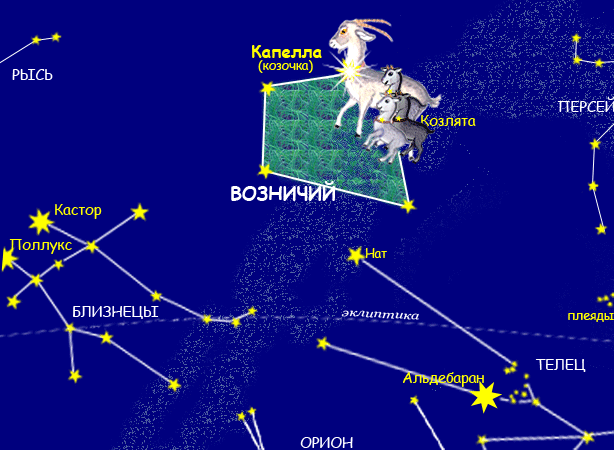 Капелла
(козочка)
РЫСЬ
ПЕРСЕЙ
Козлята
ВОЗНИЧИЙ
Кастор
Поллукс
Нат
БЛИЗНЕЦЫ
эклиптика
плеяды
ТЕЛЕЦ
Альдебаран
ОРИОН